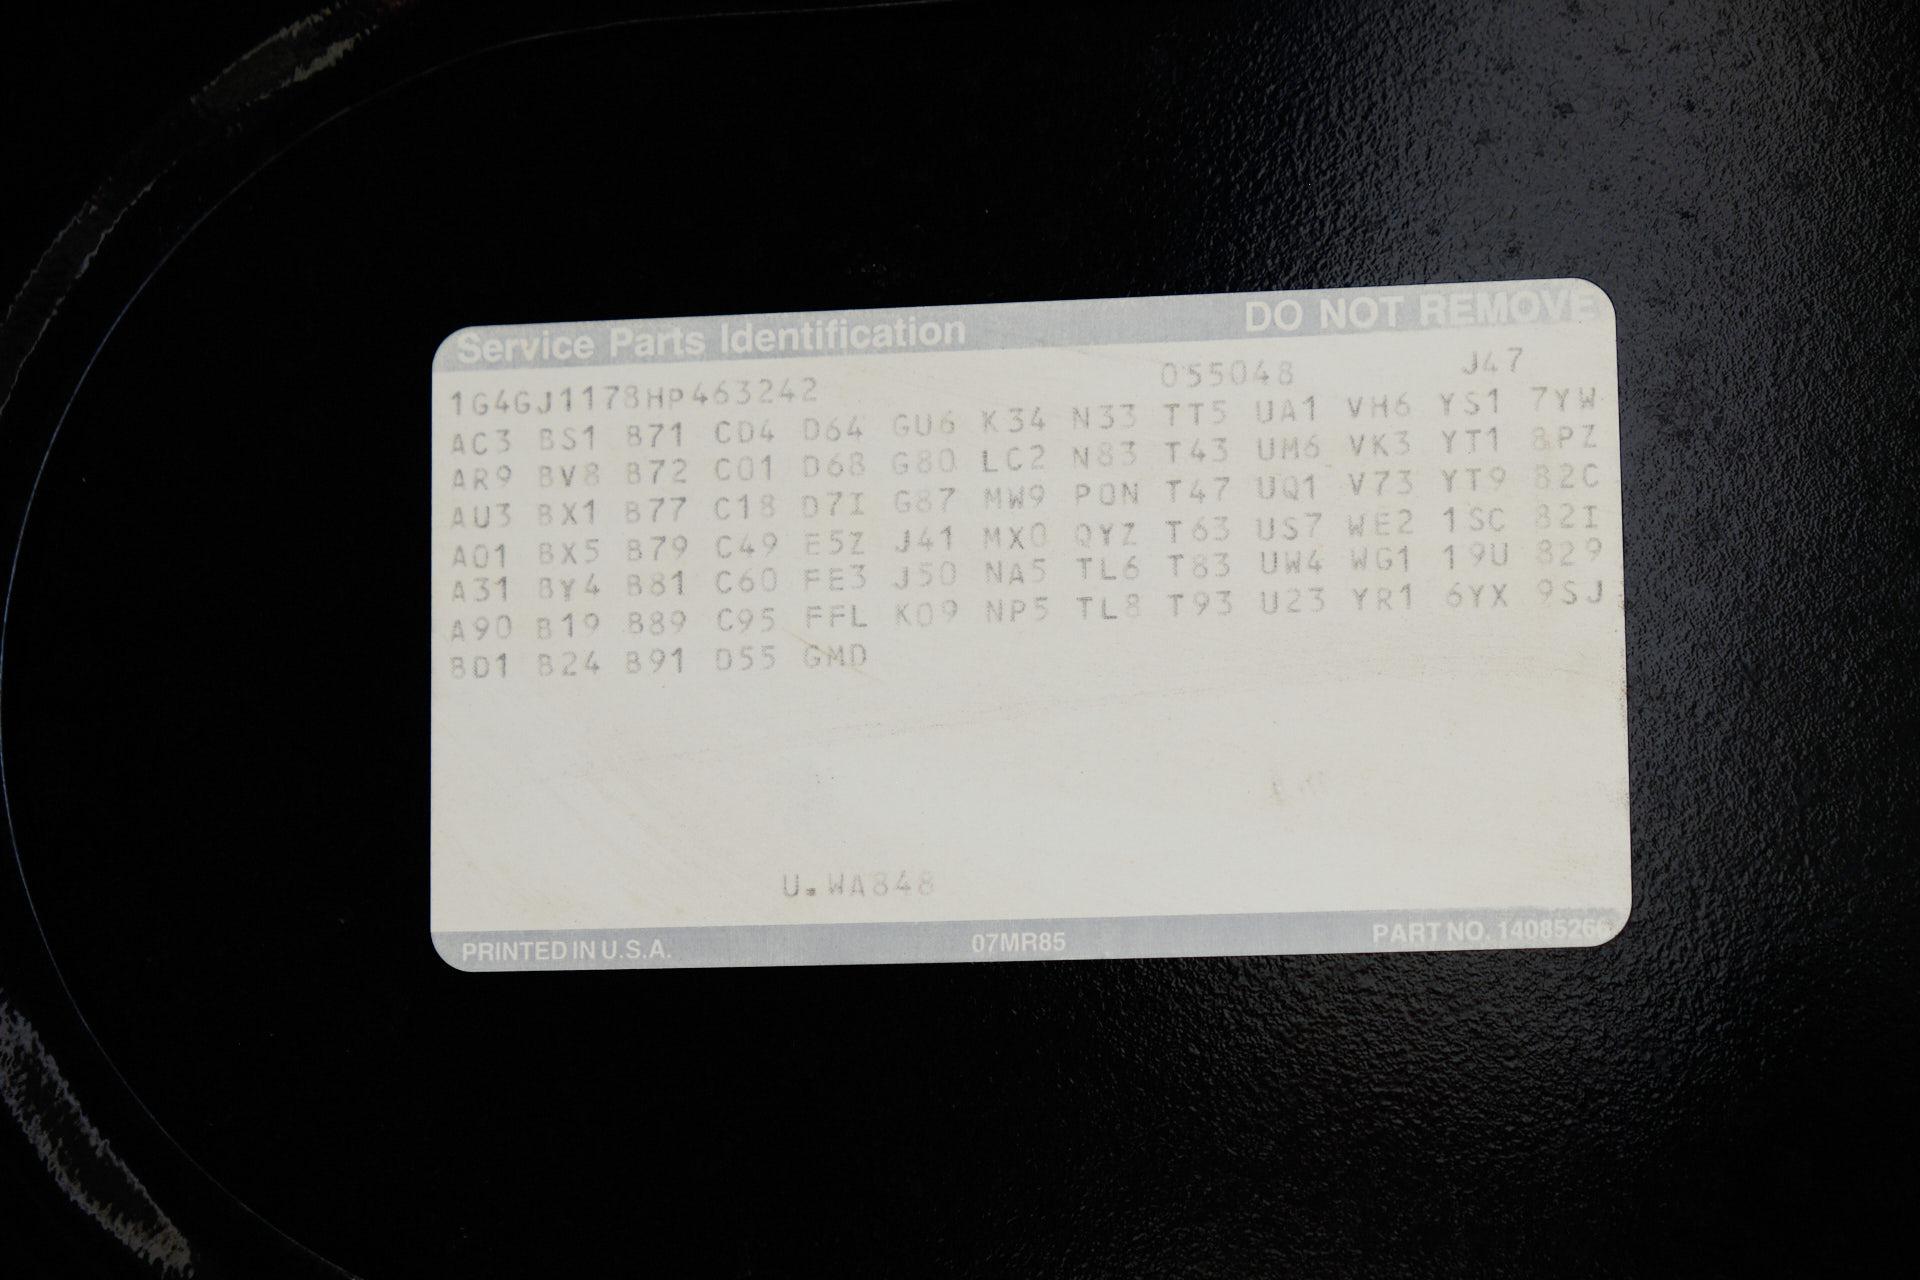 Service Parts Identification DO NOT REMOVE
1G4GJ1178HP463242 055048 J47
AC3 BS1 B71 CD4 D64 GU6 K34 N33 TT5 UA1 VH6 YS1 7YW
AR9 BV8 B72 C01 D68 G80 LC2 N83 T43 UM6 VK3 YT1 8PZ
AU3 BX1 B77 C18 D7I G87 MW9 PON T47 UQ1 V73 YT9 82C
A01 BX5 B79 C49 E5Z J41 MX0 QYZ T63 US7 WE2 1SC 82I
A31 BY4 B81 C60 FE3 J50 NA5 TL6 T83 UW4 WG1 19U 829
A90 B19 B89 C95 FFL K09 NP5 TL8 T93 U23 YR1 6YX 9SJ
BD1 B24 B91 D55 GMD
U.WA848
PRINTED IN U.S.A. 07MR85 PART NO. 14085266